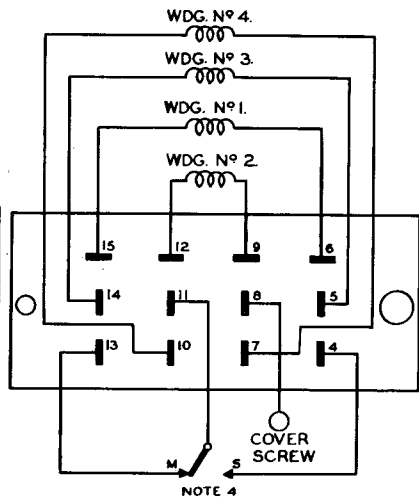 WDG. Nº 4.
WDG. Nº 3.
WDG. Nº 1.
WDG. Nº 2.
15 12 9 6
14 11 8 5
13 10 7 4
COVER
SCREW
M S
NOTE 4